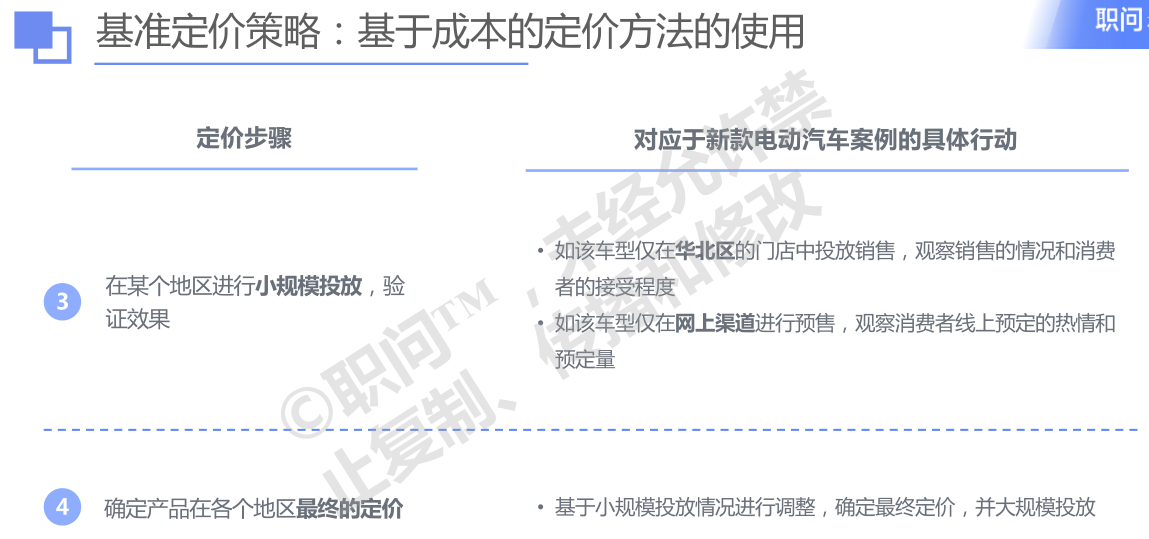 基准定价策略：基于成本的定价方法的使用
职问
定价步骤
对应于新款电动汽车案例的具体行动
3
在某个地区进行小规模投放，验
证效果
• 如该车型仅在华北区的门店中投放销售，观察销售的情况和消费
者的接受程度
• 如该车型仅在网上渠道进行预售，观察消费者线上预定的热情和
预定量
4
确定产品在各个地区最终的定价
• 基于小规模投放情况进行调整，确定最终定价，并大规模投放
©职问™，未经允许禁
止复制、传播和修改